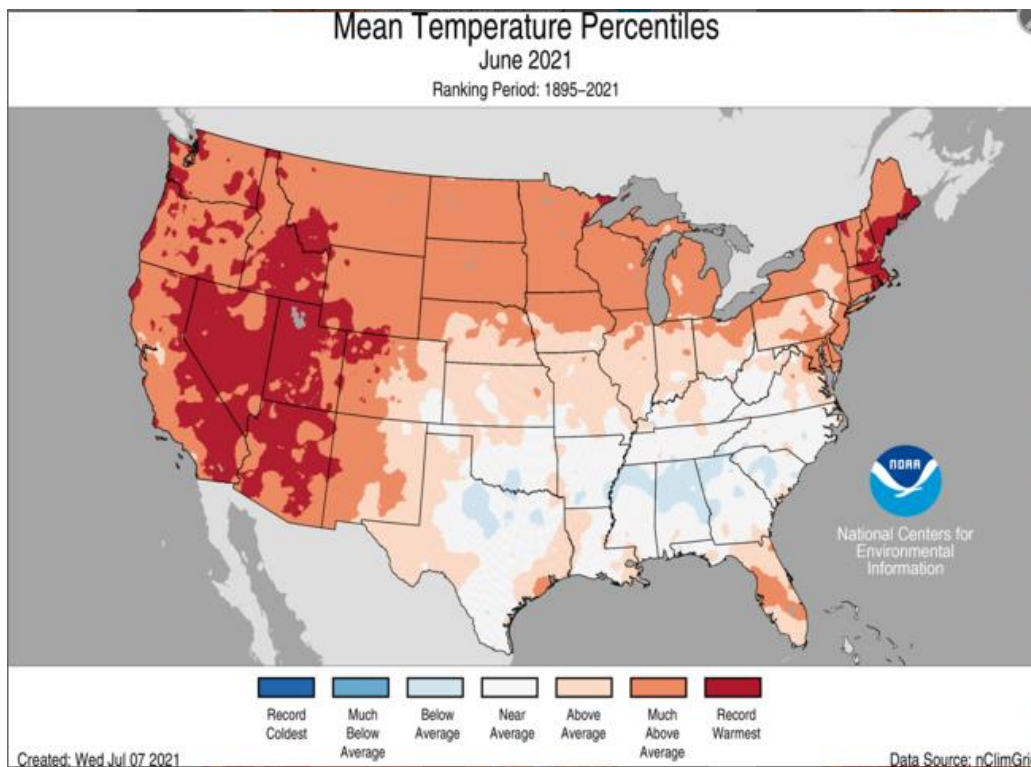 Mean Temperature Percentiles
June 2021
Ranking Period: 1895–2021
NOAA
National Centers for
Environmental
Information
Record
Coldest
Much
Below
Average
Below
Average
Near
Average
Above
Average
Much
Above
Average
Record
Warmest
Created: Wed Jul 07 2021
Data Source: nClimGri